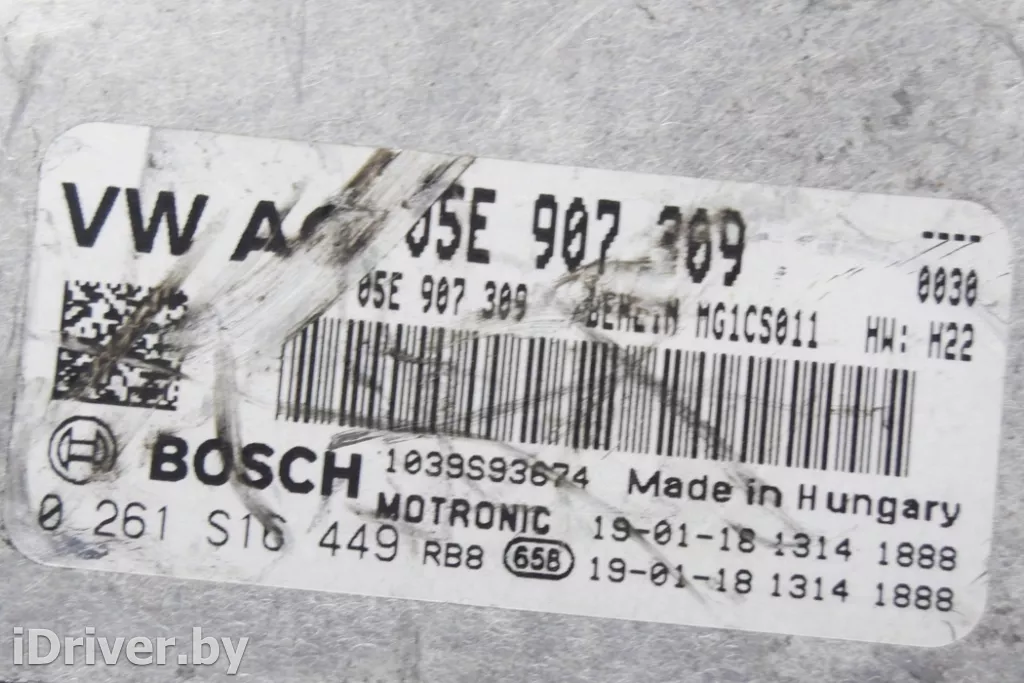 VW AG 05E 907 309 ----
0030
05E 907 309 MG1CS011 HW: H22
BOSCH 1039S93674 Made in Hungary
MOTRONIC 19-01-18 1314 1888
0 261 S16 449 RB8 658 19-01-18 1314 1888
iDriver.by